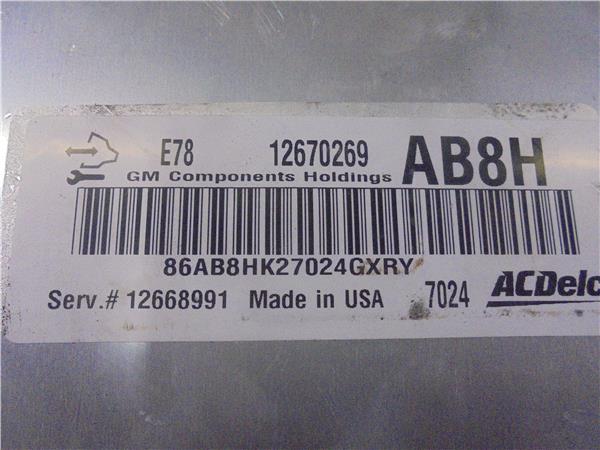 E78 12670269 AB8H
GM Components Holdings
86AB8HK27024GXRY
Serv.# 12668991 Made in USA 7024 ACDelc